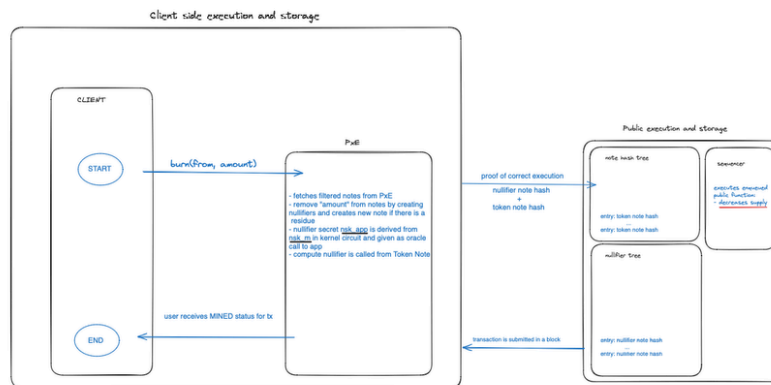 Client side execution and storage
CLIENT
START
burn(from, amount)
PxE
- fetches filtered notes from PxE
- remove "amount" from notes by creating
nullifiers and creates new note if there is a
residue
- nullifier secret nsk_app is derived from
nsk_m in kernel circuit and given as oracle
call to app
- compute nullifier is called from Token Note
user receives MINED status for tx
END
proof of correct execution
nullifier note hash
+
token note hash
transaction is submitted in a block
Public execution and storage
note hash tree
entry: token note hash
...
entry: token note hash
sequencer
executes enqueued
public function:
- decreases supply
nullifier tree
entry: nullifier note hash
...
entry: nullifier note hash